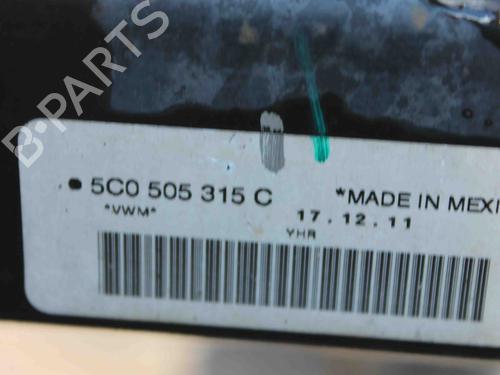 B-PARTS
5C0 505 315 C
*MADE IN MEXI
*VWM*
17.12.11
YHR